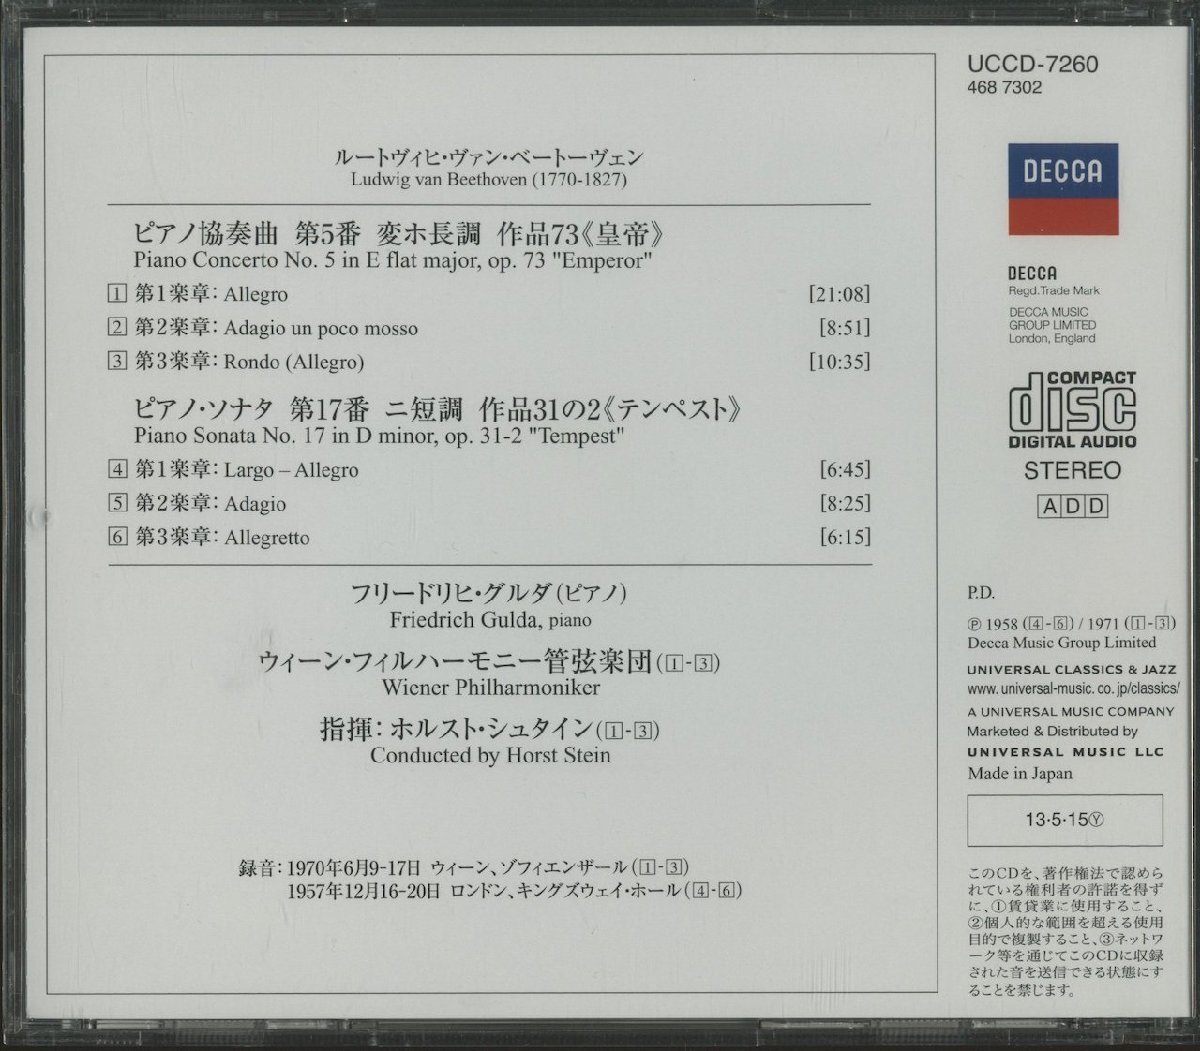 ルートヴィヒ・ヴァン・ベートーヴェン
Ludwig van Beethoven (1770-1827)
ピアノ協奏曲 第5番 変ホ長調 作品73《皇帝》
Piano Concerto No. 5 in E flat major, op. 73 "Emperor"
1 第1楽章: Allegro [21:08]
2 第2楽章: Adagio un poco mosso [8:51]
3 第3楽章: Rondo (Allegro) [10:35]
ピアノ・ソナタ 第17番 ニ短調 作品31の2《テンペスト》
Piano Sonata No. 17 in D minor, op. 31-2 "Tempest"
4 第1楽章: Largo – Allegro [6:45]
5 第2楽章: Adagio [8:25]
6 第3楽章: Allegretto [6:15]
フリードリヒ・グルダ(ピアノ)
Friedrich Gulda, piano
ウィーン・フィルハーモニー管弦楽団(1-3)
Wiener Philharmoniker
指揮: ホルスト・シュタイン(1-3)
Conducted by Horst Stein
録音: 1970年6月9-17日 ウィーン、ゾフィエンザール(1-3)
1957年12月16-20日 ロンドン、キングズウェイ・ホール(4-6)
UCCD-7260
468 7302
DECCA
DECCA
Regd. Trade Mark
DECCA MUSIC
GROUP LIMITED
London, England
COMPACT
disc
DIGITAL AUDIO
STEREO
ADD
P.D.
℗ 1958 (4-6) / 1971 (1-3)
Decca Music Group Limited
UNIVERSAL CLASSICS & JAZZ
www.universal-music.co.jp/classics/
A UNIVERSAL MUSIC COMPANY
Marketed & Distributed by
UNIVERSAL MUSIC LLC
Made in Japan
13・5・15Ⓨ
このCDを、著作権法で認めら
れている権利者の許諾を得ず
に、①賃貸業に使用すること、
②個人的な範囲を超える使用
目的で複製すること、③ネットワ
ーク等を通じてこのCDに収録
された音を送信できる状態にす
ることを禁じます。